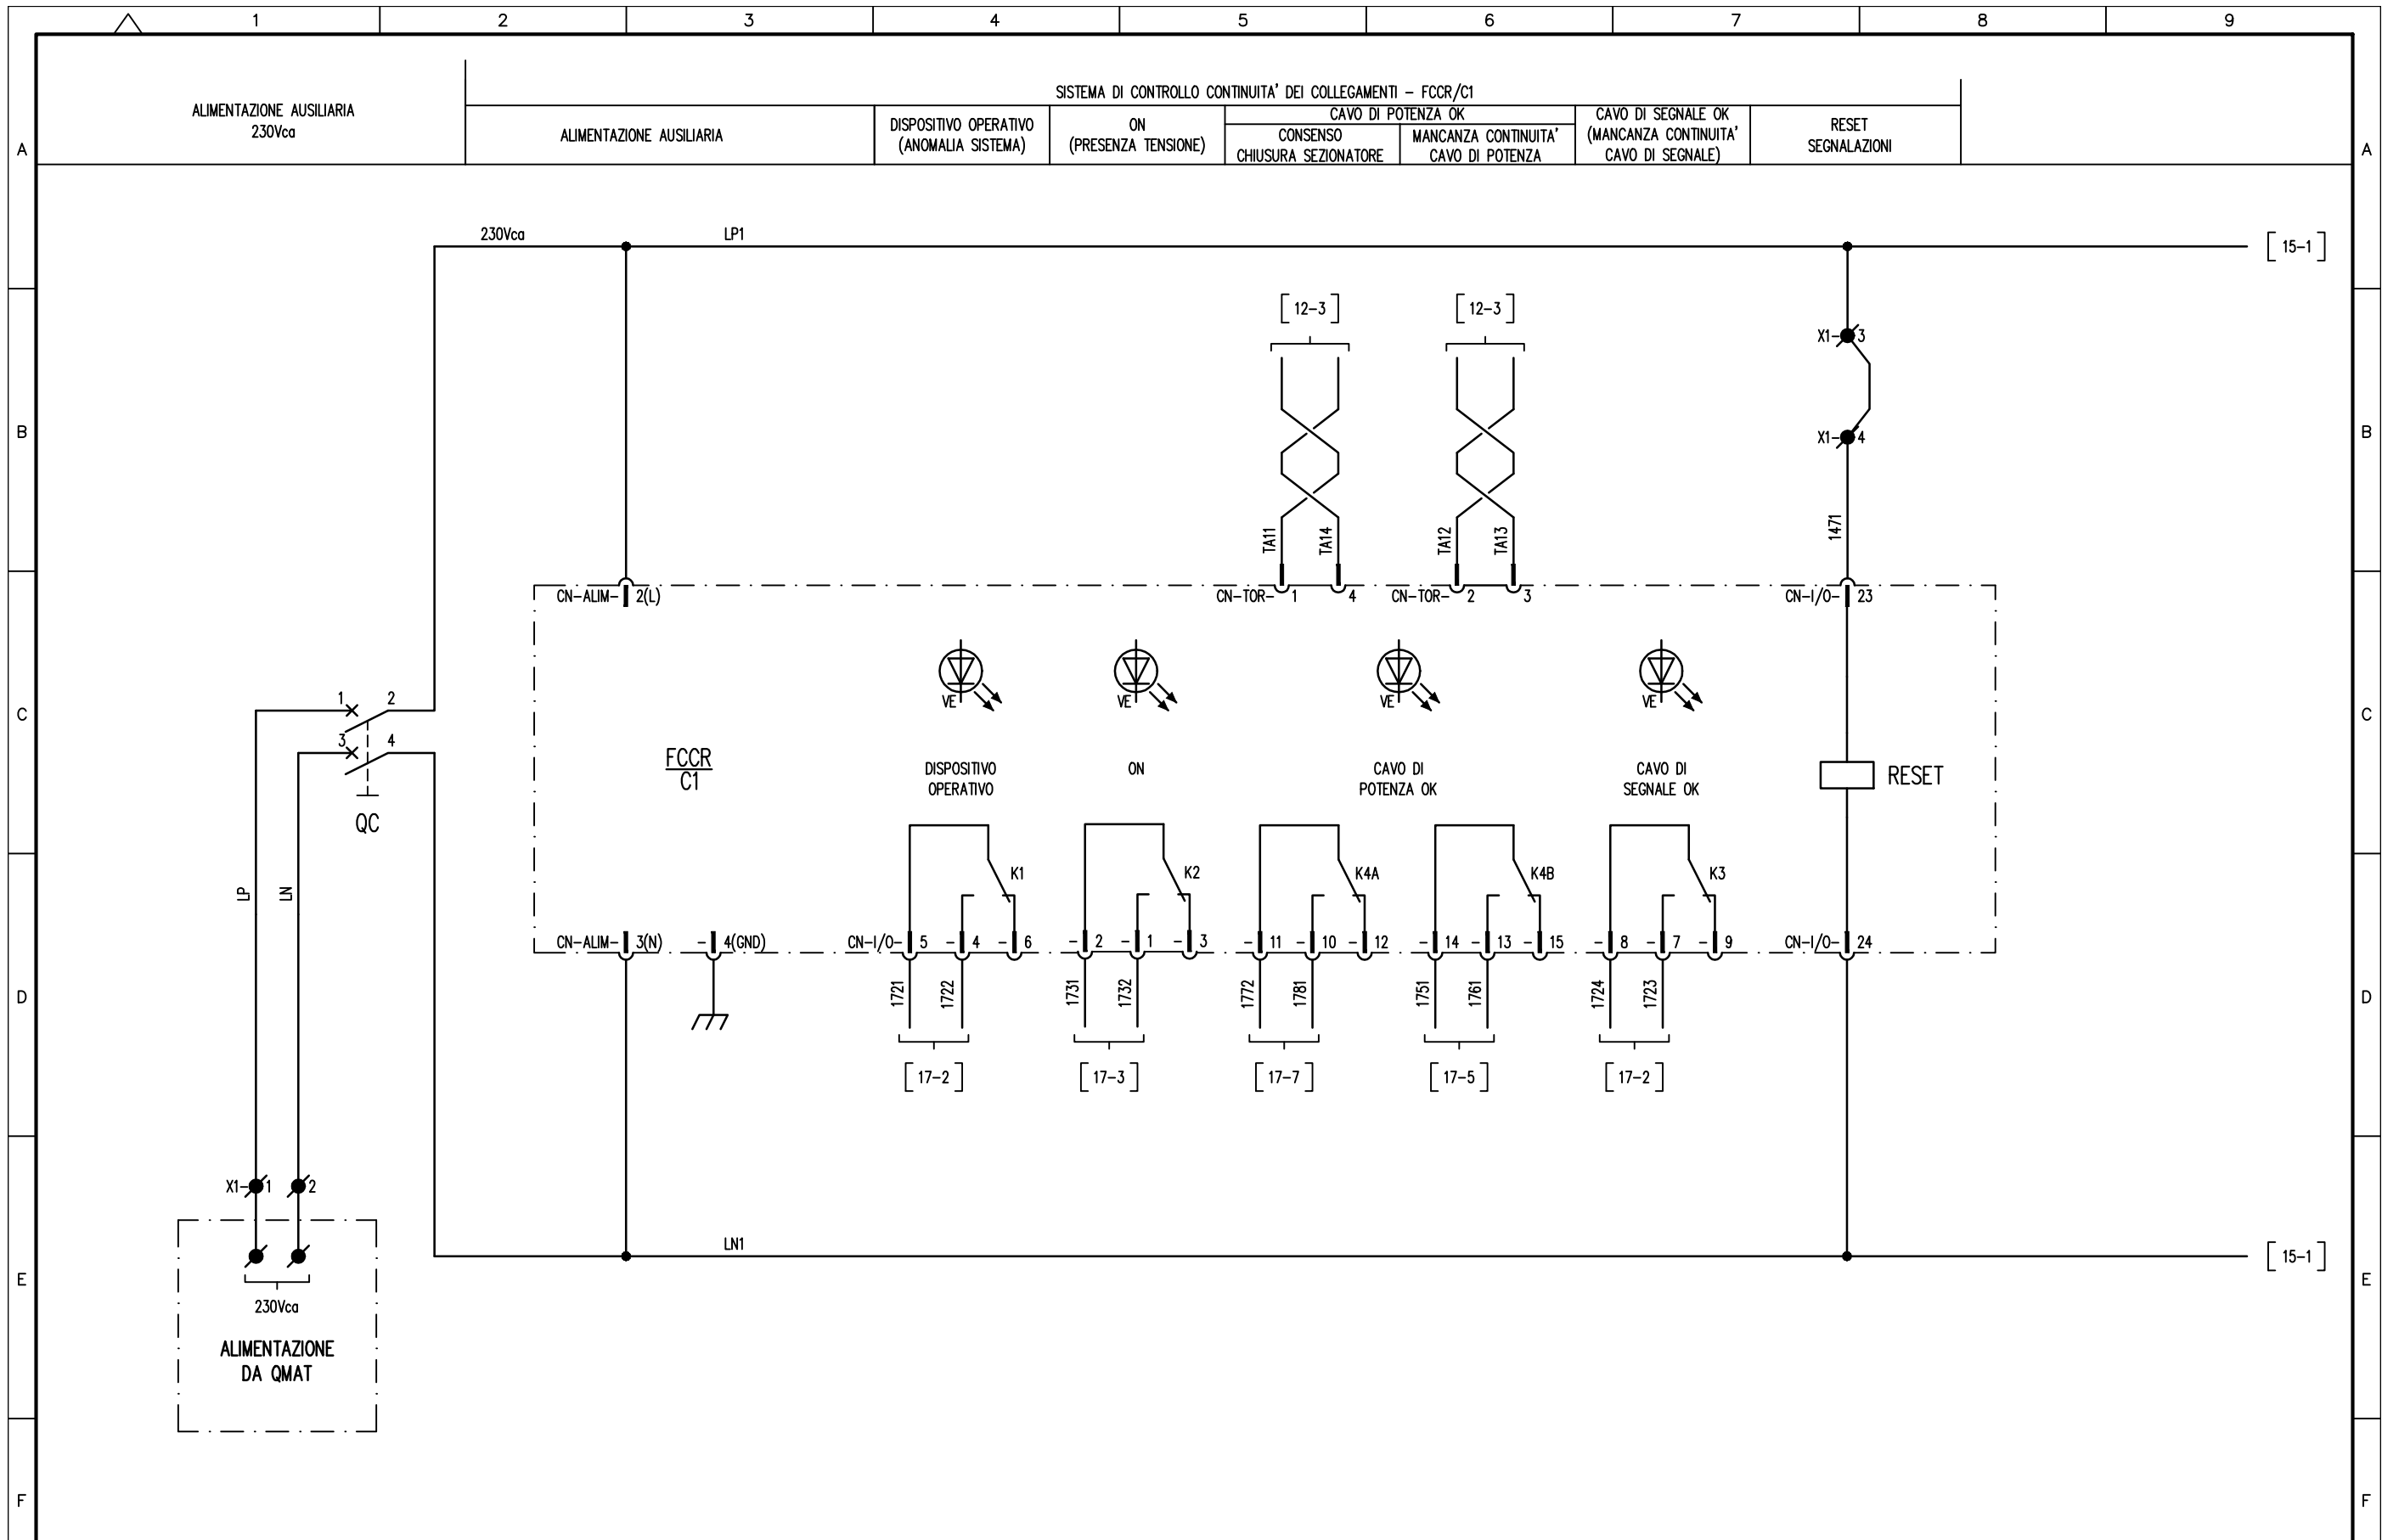 1 2 3 4 5 6 7 8 9
SISTEMA DI CONTROLLO CONTINUITA' DEI COLLEGAMENTI - FCCR/C1
ALIMENTAZIONE AUSILIARIA
230Vca
ALIMENTAZIONE AUSILIARIA
DISPOSITIVO OPERATIVO
(ANOMALIA SISTEMA)
ON
(PRESENZA TENSIONE)
CAVO DI POTENZA OK
CONSENSO
CHIUSURA SEZIONATORE
MANCANZA CONTINUITA'
CAVO DI POTENZA
CAVO DI SEGNALE OK
(MANCANZA CONTINUITA'
CAVO DI SEGNALE)
RESET
SEGNALAZIONI
A A
230Vca LP1 15-1
12-3 12-3
X1- 3
B B
X1- 4
TA11 TA14 TA12 TA13 1471
CN-ALIM- 2(L) CN-TOR- 1 4 CN-TOR- 2 3 CN-I/O- 23
VE VE VE VE
1 2
C C
3 4
QC
FCCR
C1
DISPOSITIVO
OPERATIVO
ON
CAVO DI
POTENZA OK
CAVO DI
SEGNALE OK
RESET
K1 K2 K4A K4B K3
LP LN
CN-ALIM- 3(N) - 4(GND) CN-I/O- 5 - 4 - 6 - 2 - 1 - 3 - 11 - 10 - 12 - 14 - 13 - 15 - 8 - 7 - 9 CN-I/O- 24
D D
1721 1722 1731 1732 1772 1781 1751 1761 1724 1723
17-2 17-3 17-7 17-5 17-2
X1- 1 2
LN1 15-1
E E
230Vca
ALIMENTAZIONE
DA QMAT
F F